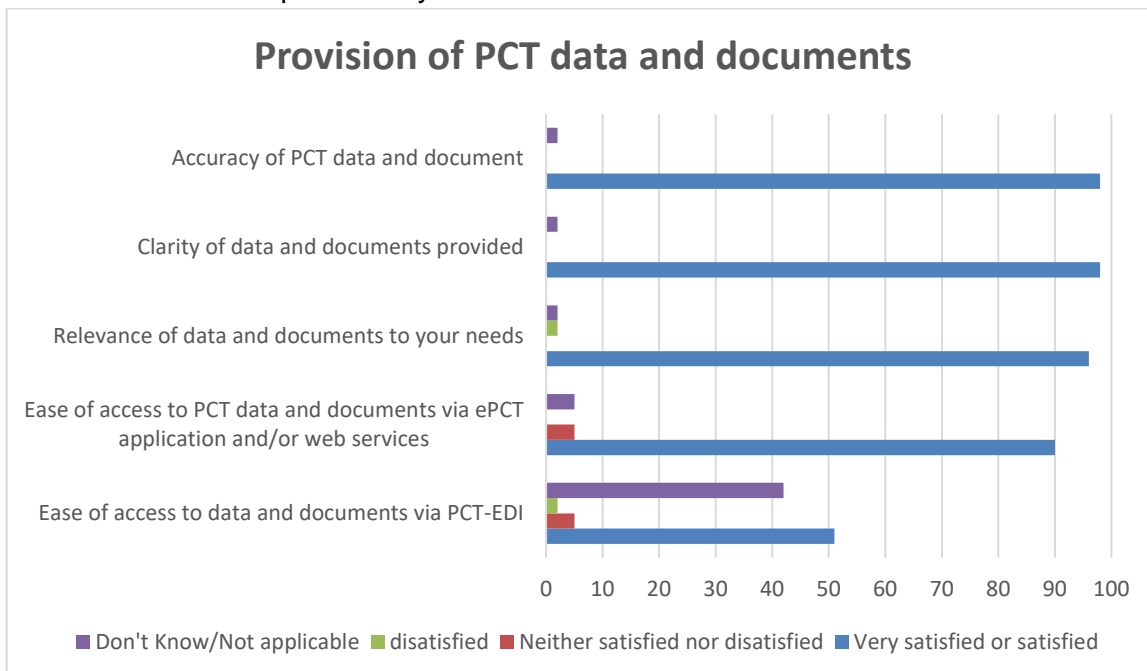 Provision of PCT data and documents
Accuracy of PCT data and document
Clarity of data and documents provided
Relevance of data and documents to your needs
Ease of access to PCT data and documents via ePCT
application and/or web services
Ease of access to data and documents via PCT-EDI
0 10 20 30 40 50 60 70 80 90 100
Don't Know/Not applicable disatisfied Neither satisfied nor disatisfied Very satisfied or satisfied